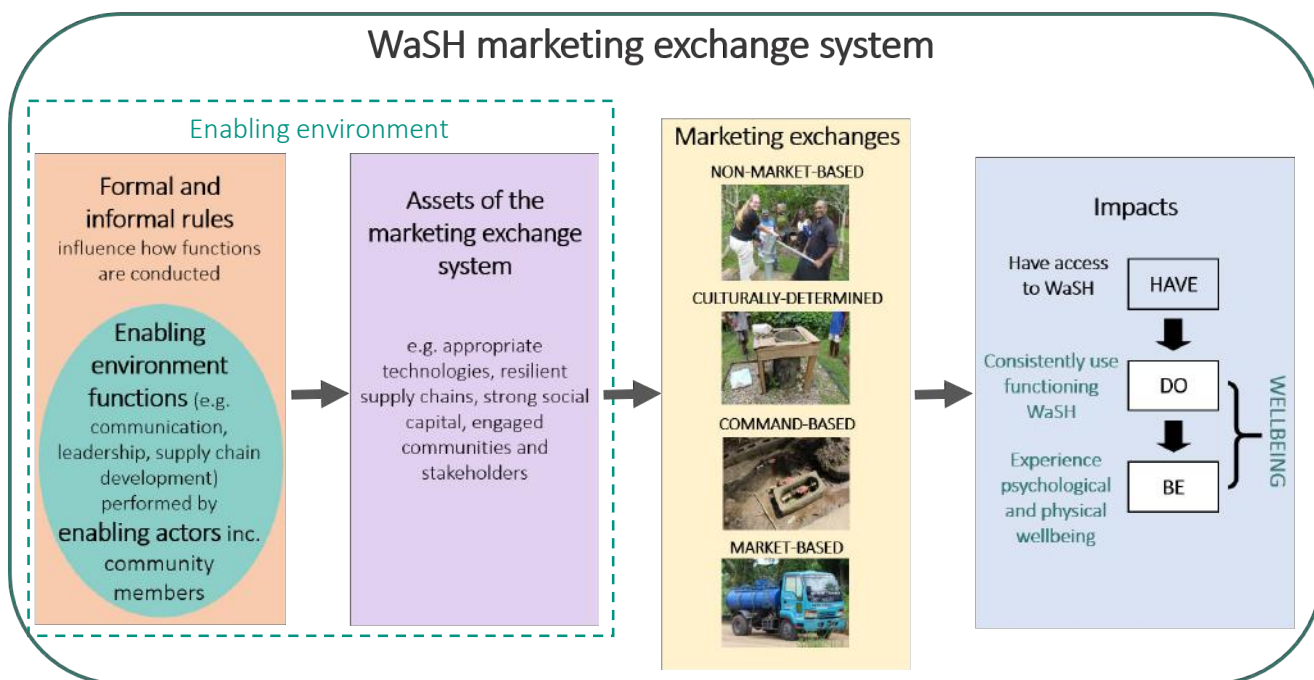 WaSH marketing exchange system
Enabling environment
Formal and
informal rules
influence how functions
are conducted
Enabling
environment
functions (e.g.
communication,
leadership, supply chain
development)
performed by
enabling actors inc.
community
members
Assets of the
marketing exchange
system
e.g. appropriate
technologies, resilient
supply chains, strong social
capital, engaged
communities and
stakeholders
Marketing exchanges
NON-MARKET-BASED
CULTURALLY-DETERMINED
COMMAND-BASED
MARKET-BASED
Impacts
Have access
to WaSH
HAVE
Consistently use
functioning
WaSH
DO
Experience
psychological
and physical
wellbeing
BE
WELLBEING